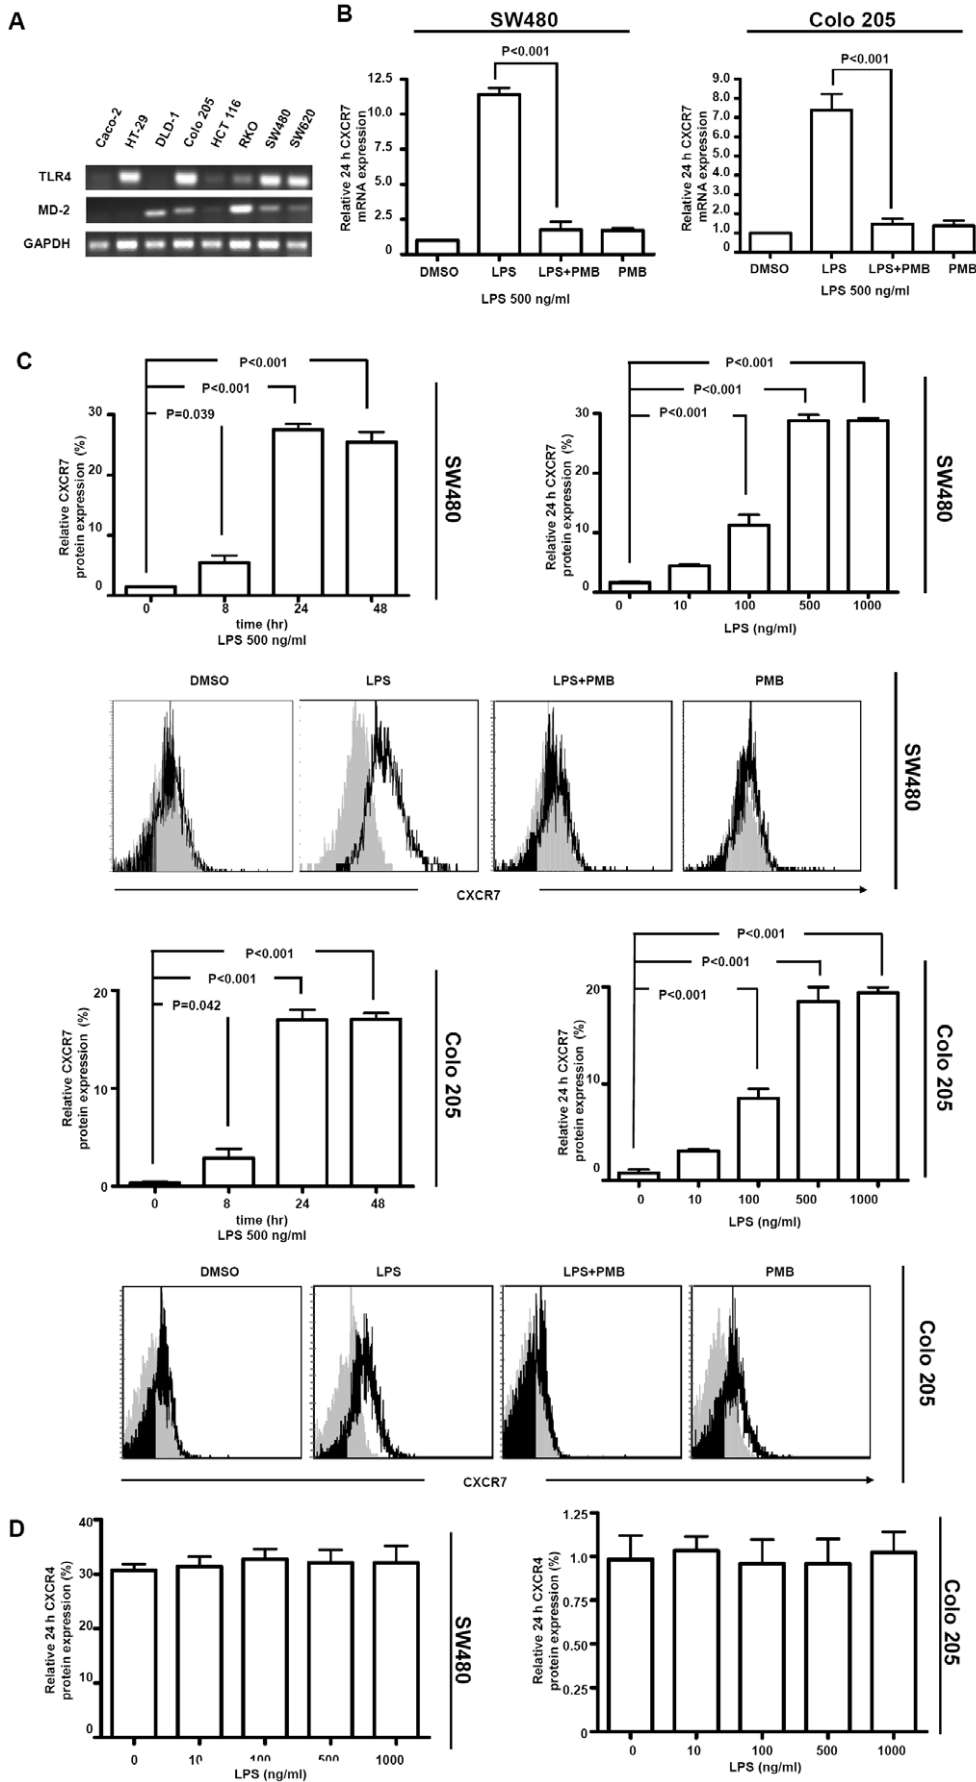 A
Caco-2 HT-29 DLD-1 Colo 205 HCT 116 RKO SW480 SW620
TLR4
MD-2
GAPDH
B
SW480
P<0.001
Relative 24 h CXCR7
mRNA expression
12.5
10.0
7.5
5.0
2.5
0
DMSO LPS LPS+PMB PMB
LPS 500 ng/ml
Colo 205
P<0.001
Relative 24 h CXCR7
mRNA expression
9.0
8.0
7.0
6.0
5.0
4.0
3.0
2.0
1.0
0
DMSO LPS LPS+PMB PMB
LPS 500 ng/ml
C
P<0.001
P<0.001
P=0.039
Relative CXCR7
protein expression (%)
30
20
10
0
0 8 24 48
time (hr)
LPS 500 ng/ml
SW480
P<0.001
P<0.001
P<0.001
Relative 24 h CXCR7
protein expression (%)
30
20
10
0
0 10 100 500 1000
LPS (ng/ml)
SW480
DMSO LPS LPS+PMB PMB
CXCR7
SW480
P<0.001
P<0.001
P=0.042
Relative CXCR7
protein expression (%)
20
10
0
0 8 24 48
time (hr)
LPS 500 ng/ml
Colo 205
P<0.001
P<0.001
P<0.001
Relative 24 h CXCR7
protein expression (%)
20
10
0
0 10 100 500 1000
LPS (ng/ml)
Colo 205
DMSO LPS LPS+PMB PMB
CXCR7
Colo 205
D
Relative 24 h CXCR4
protein expression (%)
40
30
20
10
0
0 10 100 500 1000
LPS (ng/ml)
SW480
Relative 24 h CXCR4
protein expression (%)
1.25
1.0
0.75
0.50
0.25
0
0 10 100 500 1000
LPS (ng/ml)
Colo 205